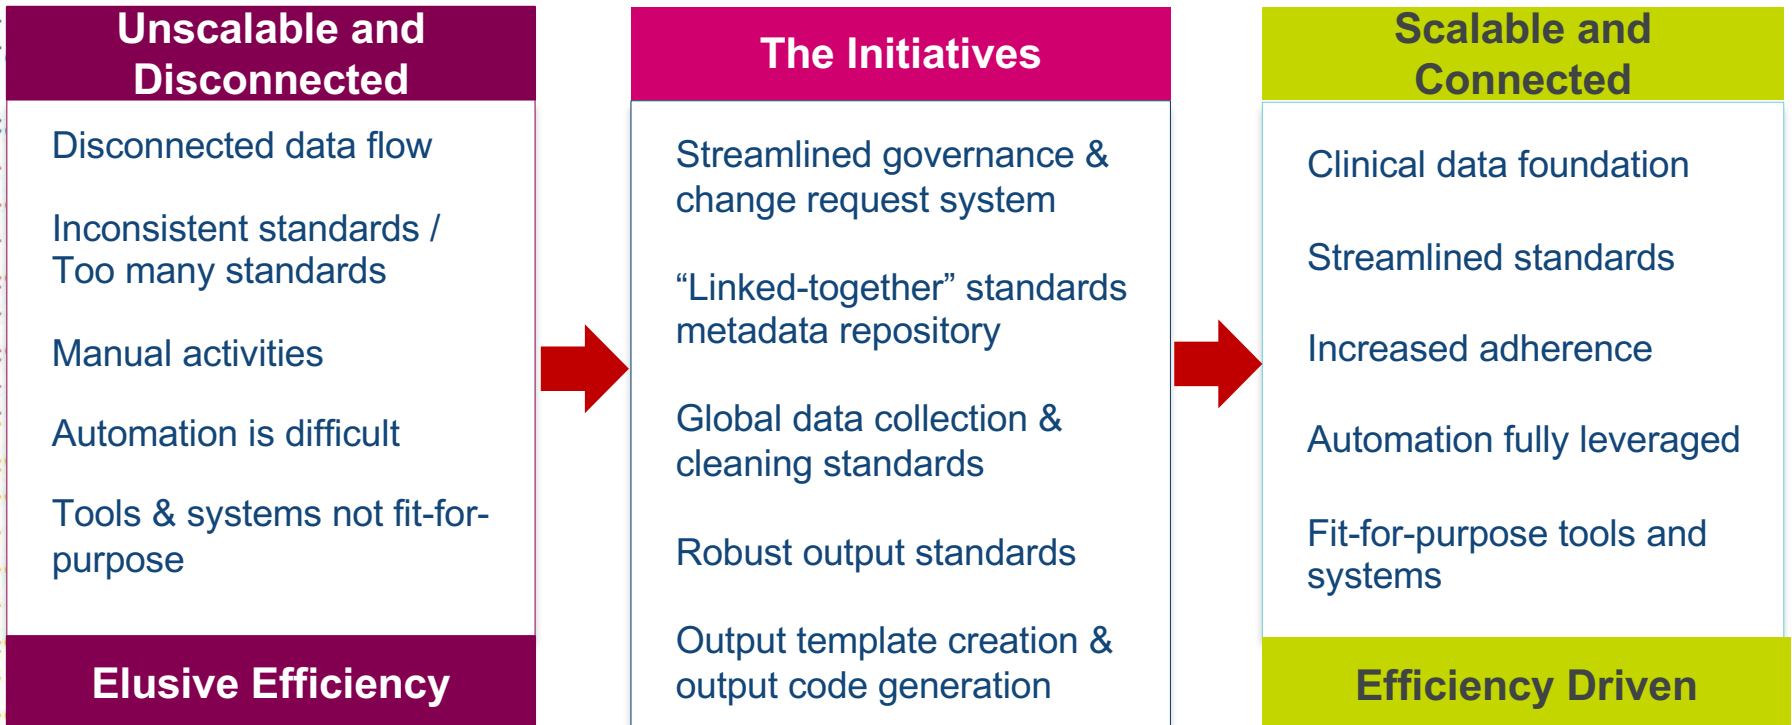 Unscalable and
Disconnected
Disconnected data flow
Inconsistent standards /
Too many standards
Manual activities
Automation is difficult
Tools & systems not fit-for-
purpose
Elusive Efficiency
The Initiatives
Streamlined governance &
change request system
“Linked-together” standards
metadata repository
Global data collection &
cleaning standards
Robust output standards
Output template creation &
output code generation
Scalable and
Connected
Clinical data foundation
Streamlined standards
Increased adherence
Automation fully leveraged
Fit-for-purpose tools and
systems
Efficiency Driven